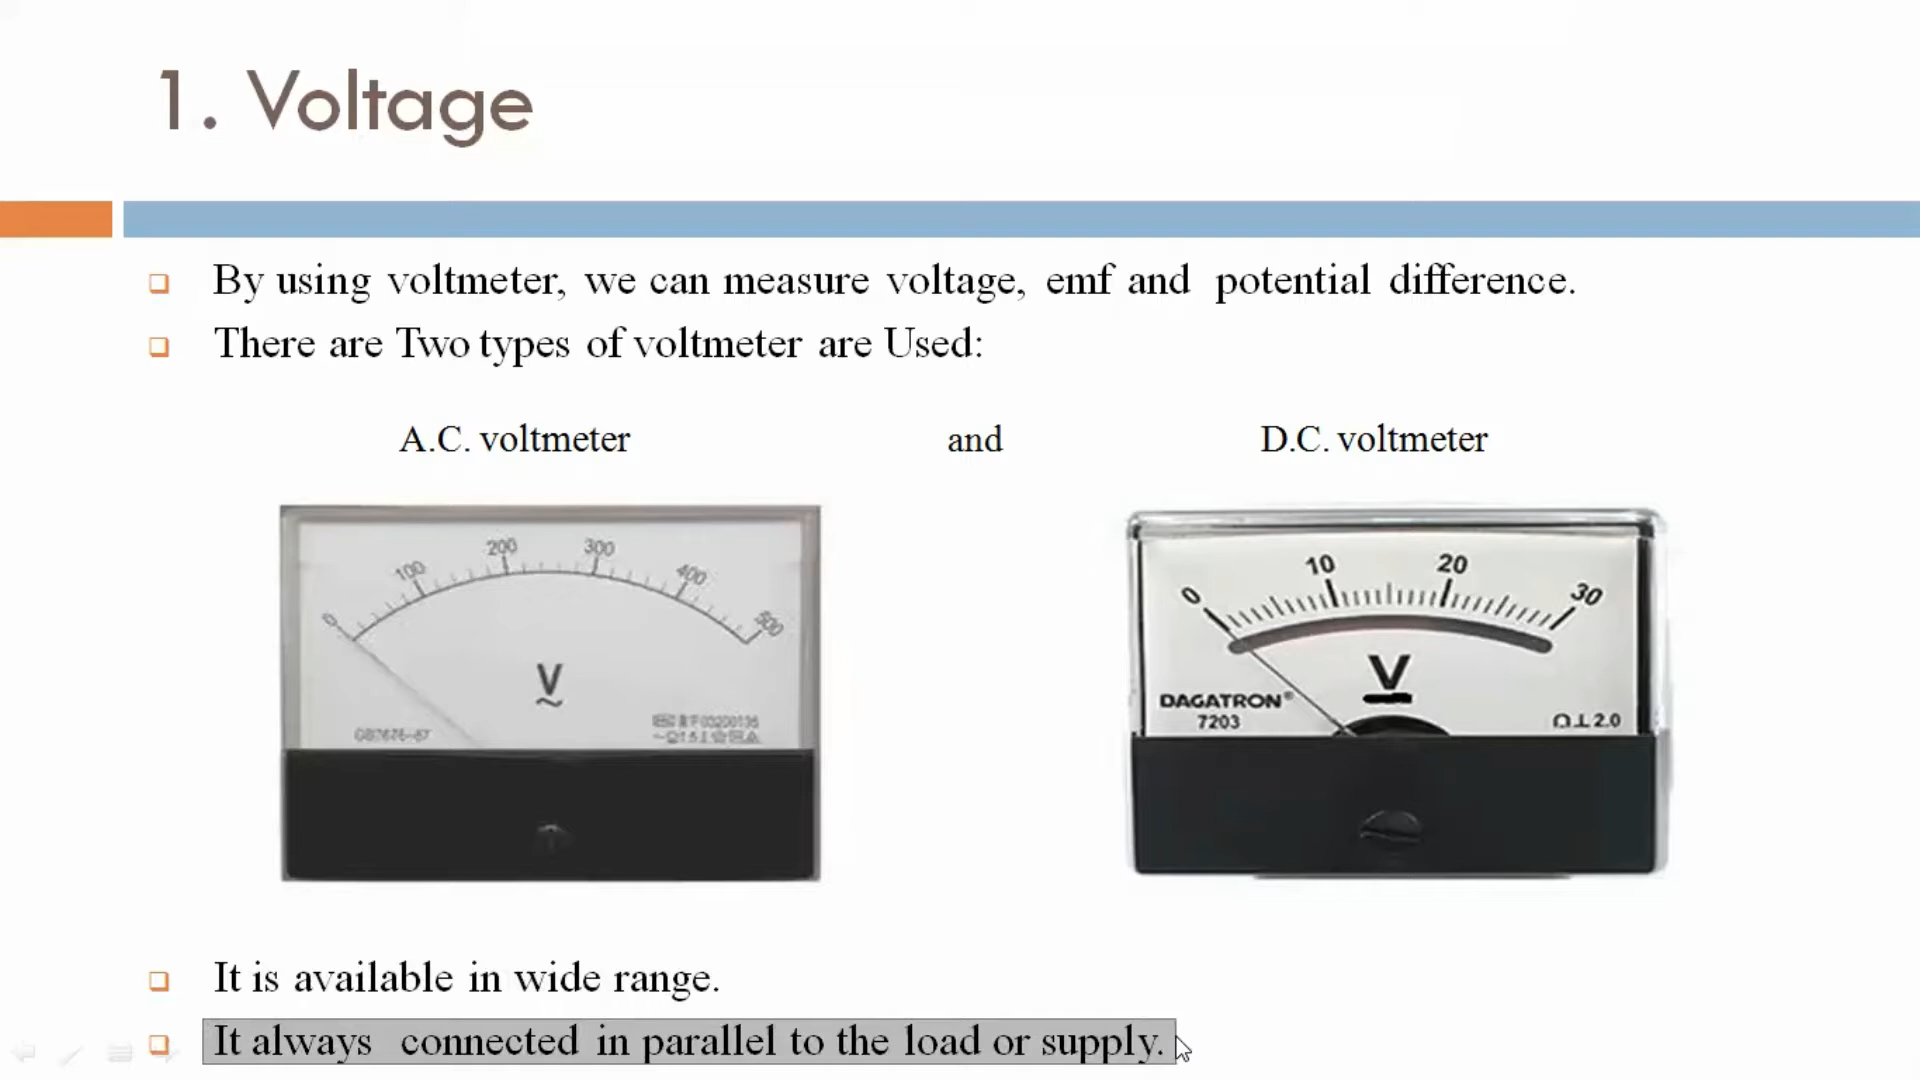 1. Voltage
By using voltmeter, we can measure voltage, emf and potential difference.
There are Two types of voltmeter are Used:
A.C. voltmeter and D.C. voltmeter
0 100 200 300 400 500
V
~
0 10 20 30
V
DAGATRON®
7203
2.0
It is available in wide range.
It always connected in parallel to the load or supply.